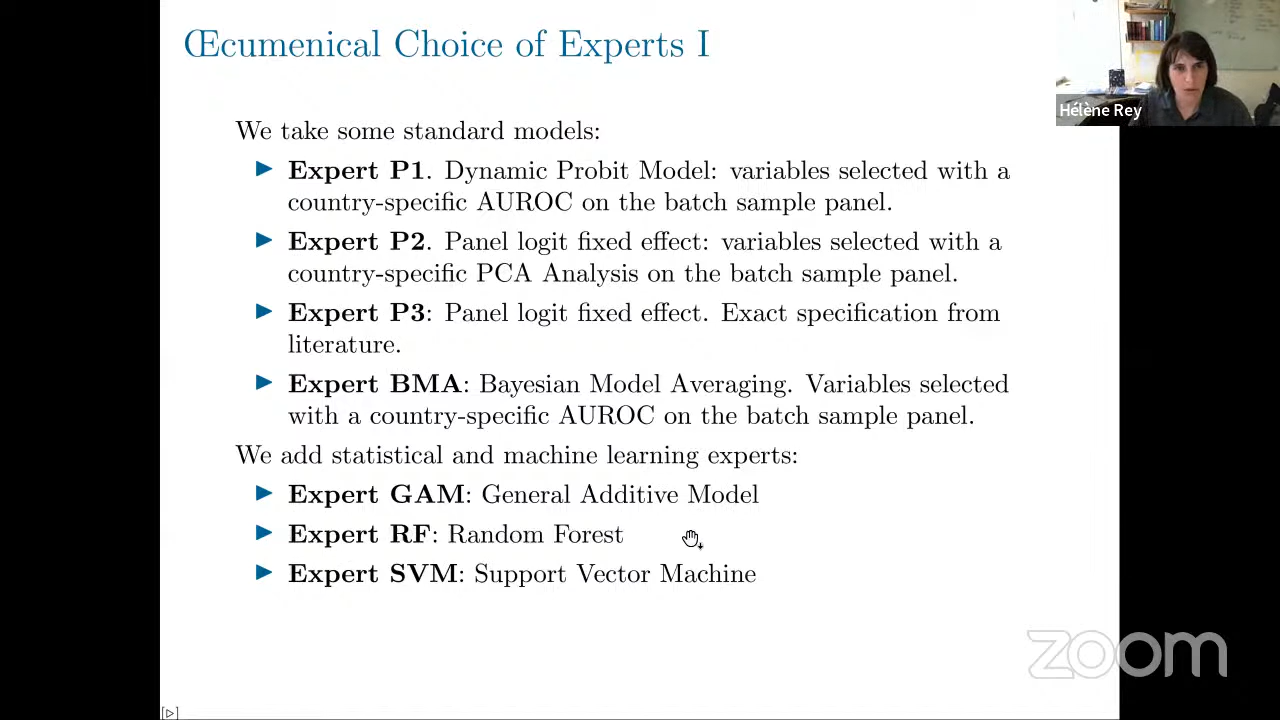 Œcumenical Choice of Experts I
Hélène Rey
We take some standard models:
Expert P1. Dynamic Probit Model: variables selected with a
country-specific AUROC on the batch sample panel.
Expert P2. Panel logit fixed effect: variables selected with a
country-specific PCA Analysis on the batch sample panel.
Expert P3: Panel logit fixed effect. Exact specification from
literature.
Expert BMA: Bayesian Model Averaging. Variables selected
with a country-specific AUROC on the batch sample panel.
We add statistical and machine learning experts:
Expert GAM: General Additive Model
Expert RF: Random Forest
Expert SVM: Support Vector Machine
zoom